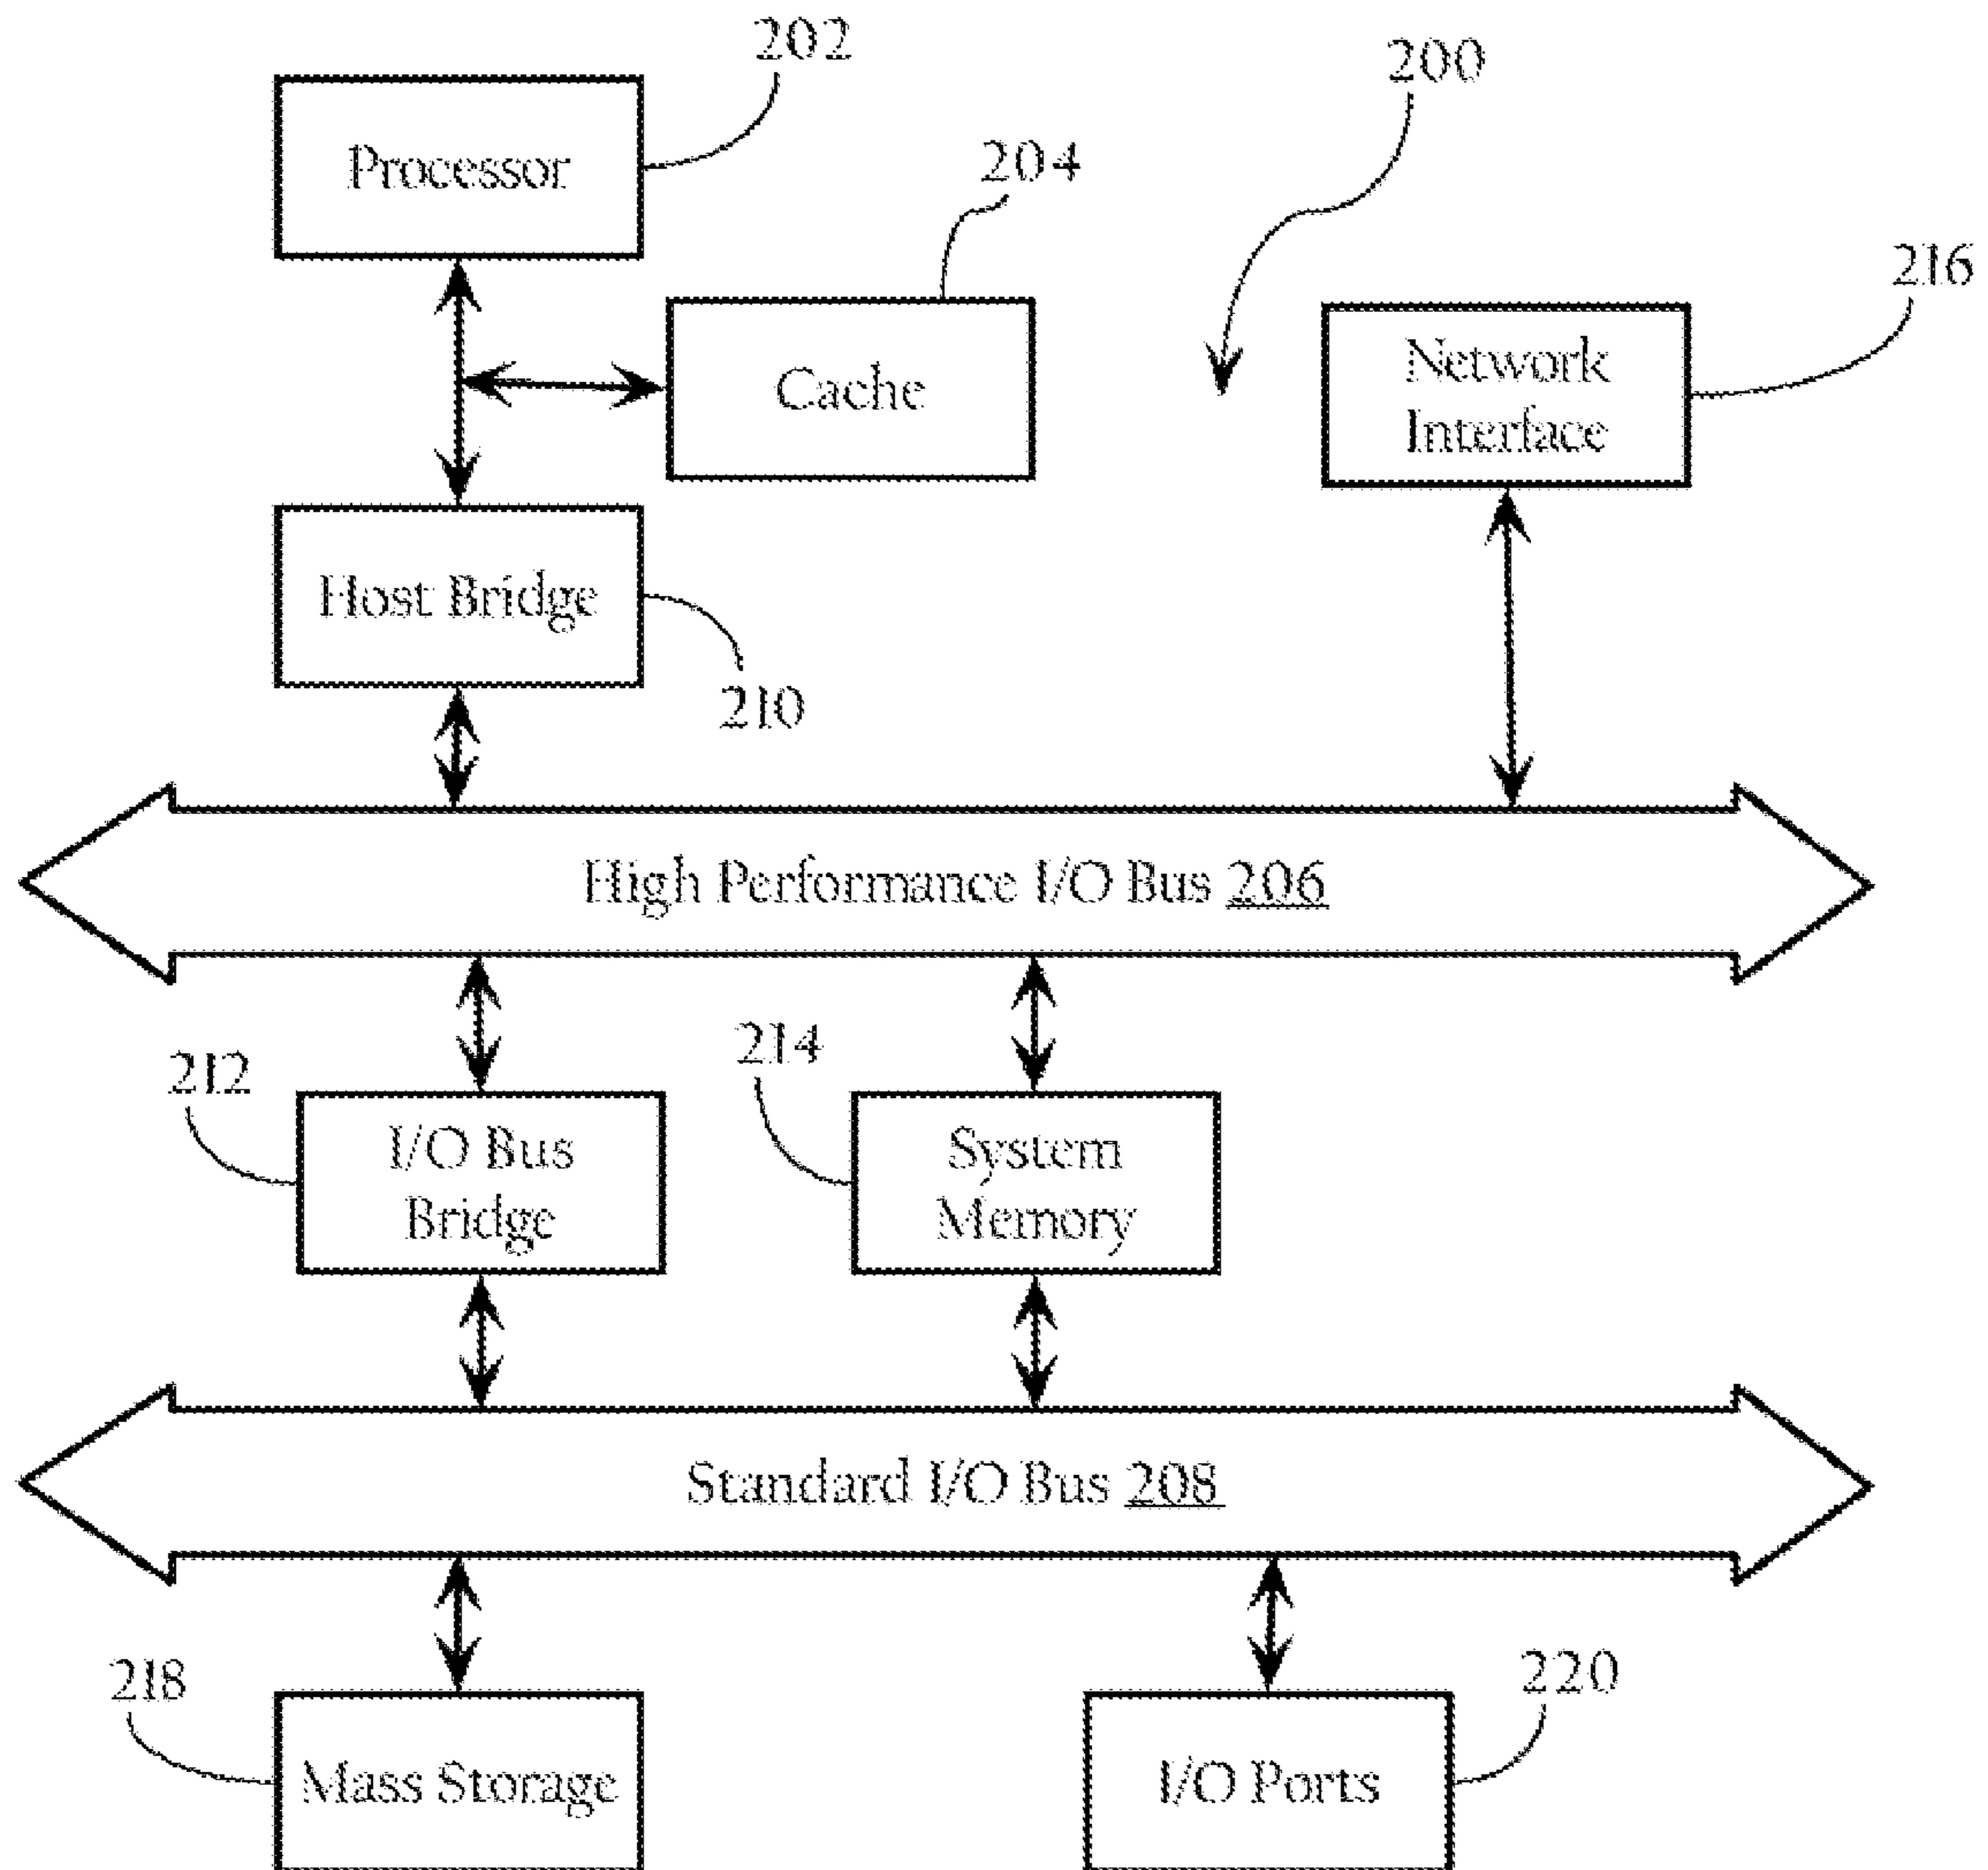 202
200
Processor
204
216
Cache
Network
Interface
Host Bridge
210
High Performance I/O Bus 206
212
214
I/O Bus
Bridge
System
Memory
Standard I/O Bus 208
218
220
Mass Storage
I/O Ports